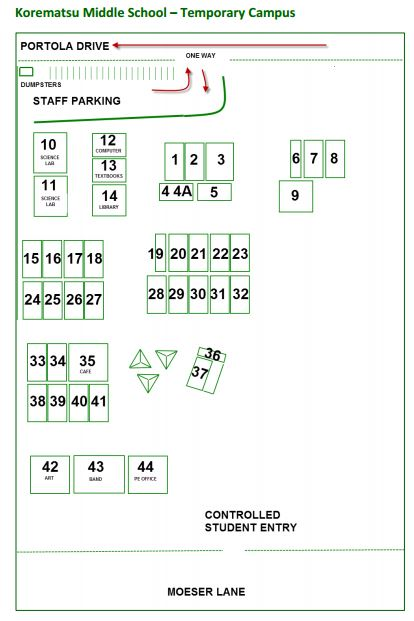 Korematsu Middle School – Temporary Campus
PORTOLA DRIVE
ONE WAY
DUMPSTERS
STAFF PARKING
10
SCIENCE
LAB
11
SCIENCE
LAB
12
COMPUTER
13
TEXTBOOKS
14
LIBRARY
1 2 3
4 4A 5
6 7 8
9
15 16 17 18
24 25 26 27
19 20 21 22 23
28 29 30 31 32
33 34 35
CAFE
38 39 40 41
36
37
42
ART
43
BAND
44
PE OFFICE
CONTROLLED
STUDENT ENTRY
MOESER LANE